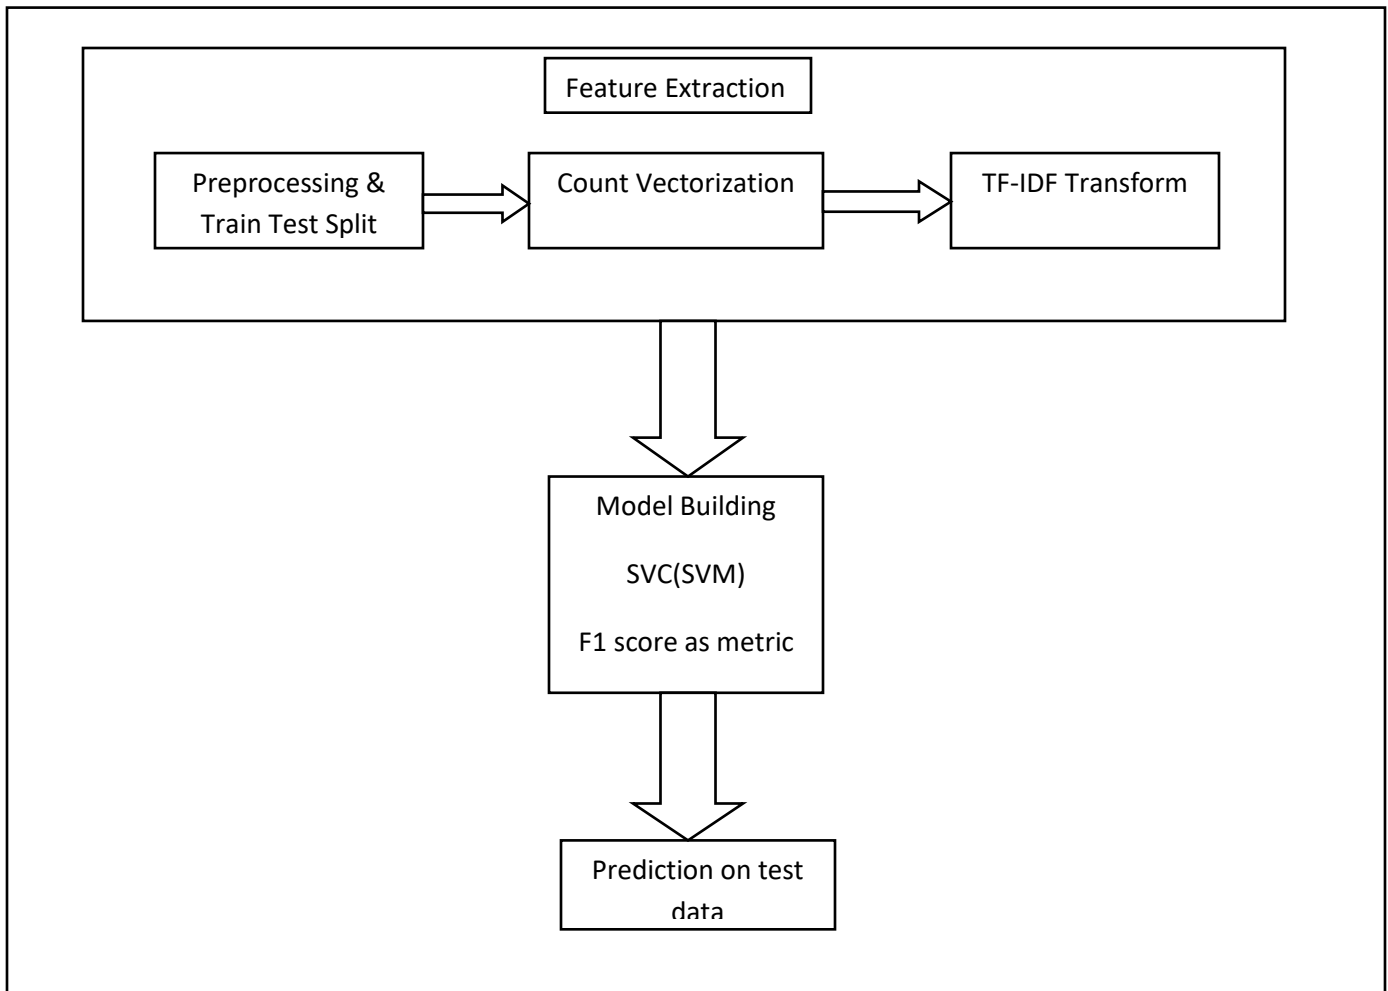 Feature Extraction
Preprocessing &
Train Test Split
Count Vectorization
TF-IDF Transform
Model Building
SVC(SVM)
F1 score as metric
Prediction on test
data